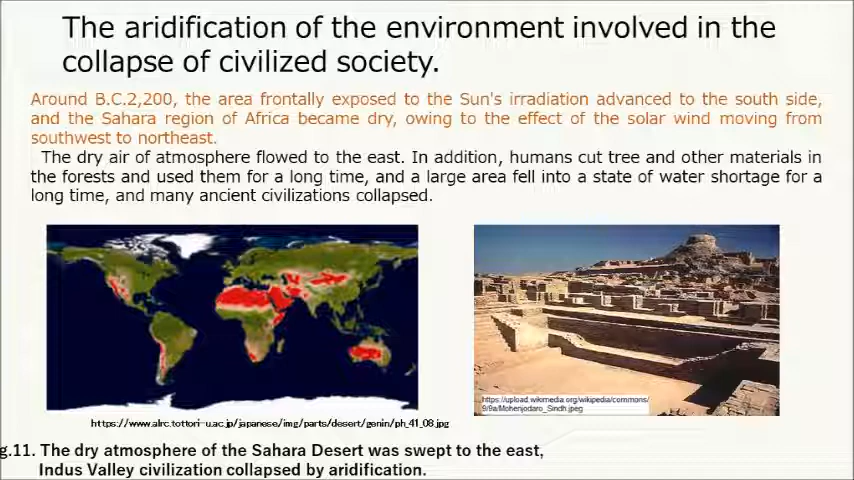 The aridification of the environment involved in the
collapse of civilized society.
Around B.C.2,200, the area frontally exposed to the Sun's irradiation advanced to the south side,
and the Sahara region of Africa became dry, owing to the effect of the solar wind moving from
southwest to northeast.
The dry air of atmosphere flowed to the east. In addition, humans cut tree and other materials in
the forests and used them for a long time, and a large area fell into a state of water shortage for a
long time, and many ancient civilizations collapsed.
https://upload.wikimedia.org/wikipedia/commons/
9/9a/Mohenjodaro_Sindh.jpeg
https://www.alrc.tottori-u.ac.jp/japanese/img/parts/desert/genin/ph_41_08.jpg
g.11. The dry atmosphere of the Sahara Desert was swept to the east,
Indus Valley civilization collapsed by aridification.